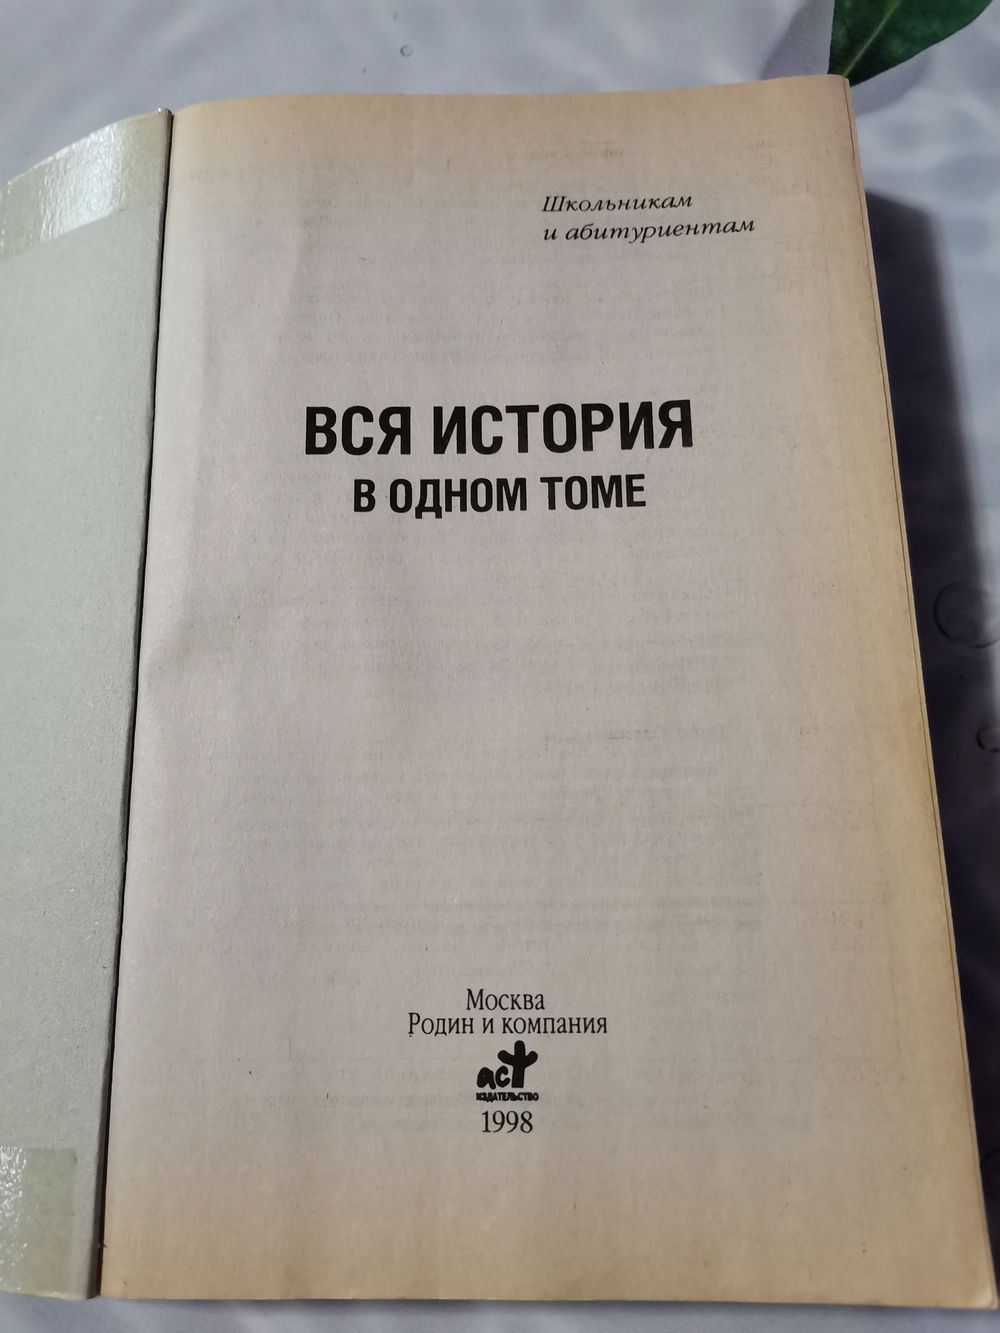 Школьникам
и абитуриентам
ВСЯ ИСТОРИЯ
В ОДНОМ ТОМЕ
Москва
Родин и компания
аст
ИЗДАТЕЛЬСТВО
1998